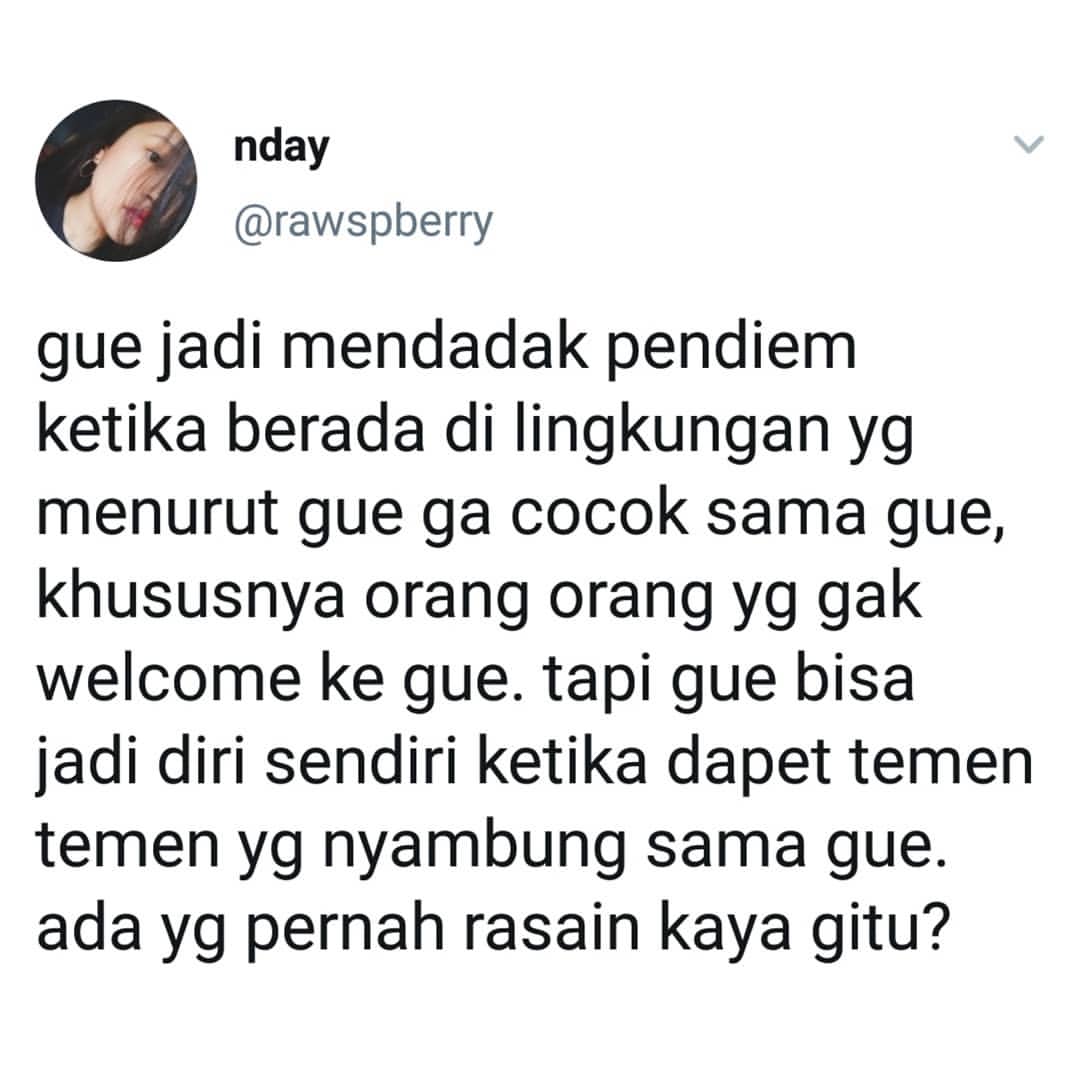 nday
@rawspberry
gue jadi mendadak pendiem
ketika berada di lingkungan yg
menurut gue ga cocok sama gue,
khususnya orang orang yg gak
welcome ke gue. tapi gue bisa
jadi diri sendiri ketika dapet temen
temen yg nyambung sama gue.
ada yg pernah rasain kaya gitu?